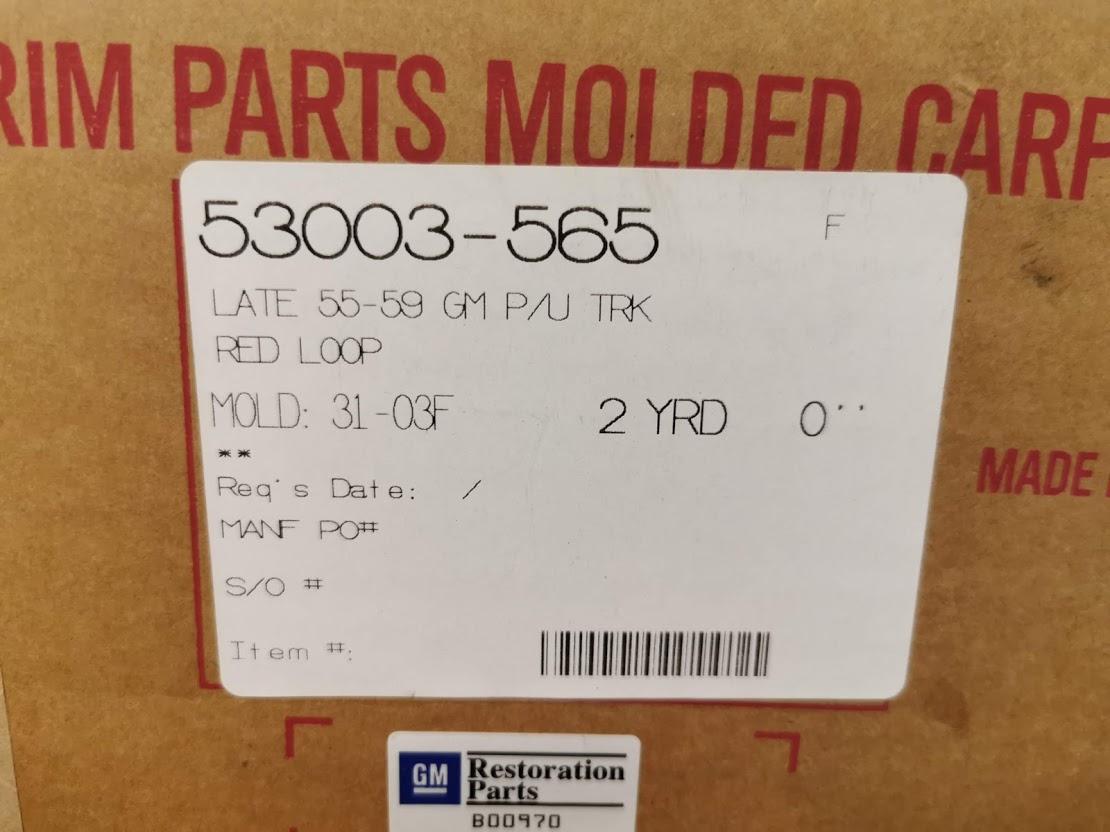 RIM PARTS MOLDED CARP
53003-565 F
LATE 55-59 GM P/U TRK
RED LOOP
MOLD: 31-03F 2 YRD 0''
**
Req's Date: /
MANF PO#
S/O #
Item #:
MADE
GM Restoration
Parts
B00970